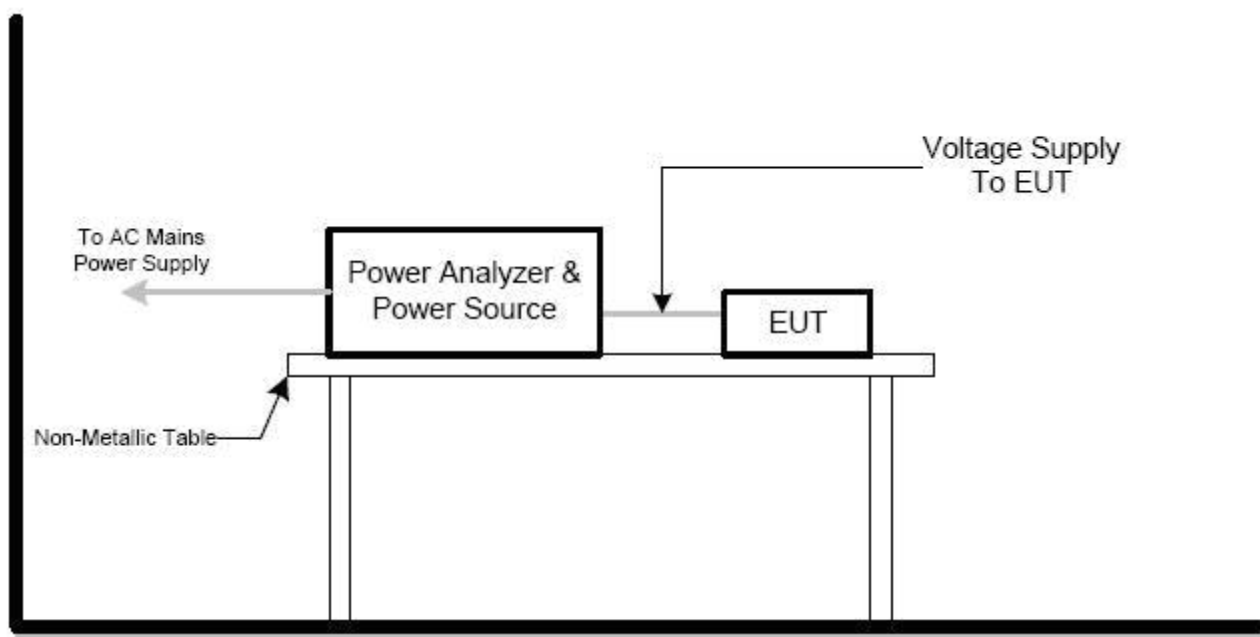 Voltage Supply
To EUT
To AC Mains
Power Supply
Power Analyzer &
Power Source
EUT
Non-Metallic Table